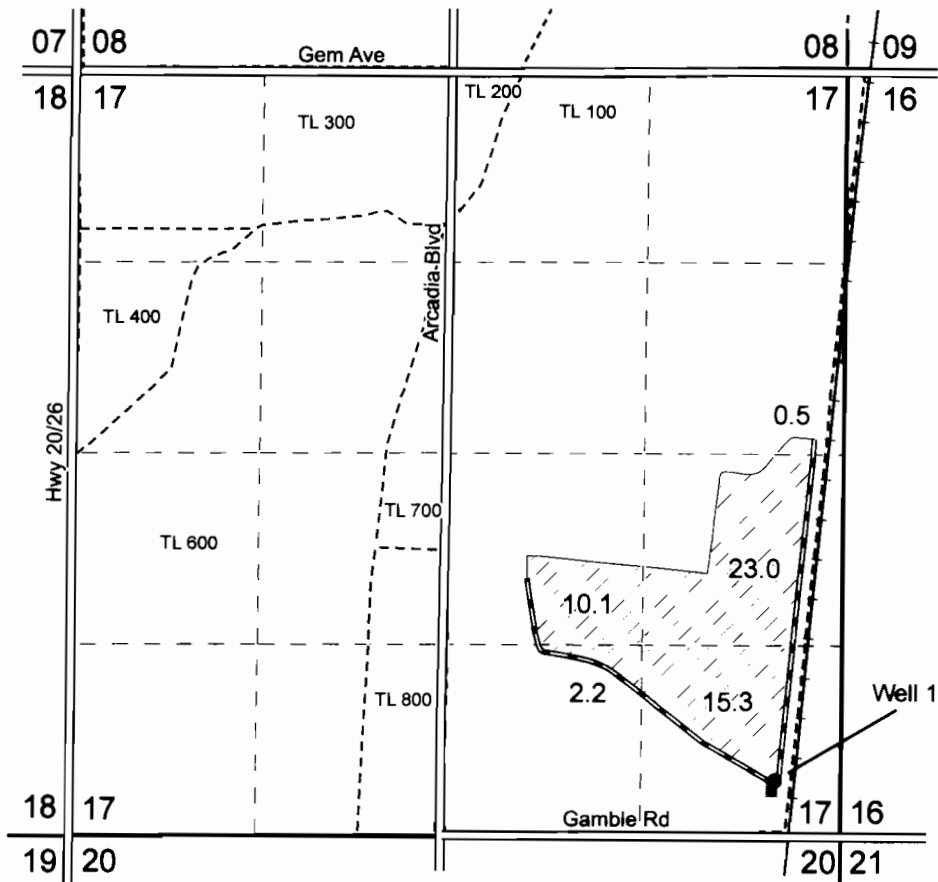 07 08
Gem Ave
08 09
18 17
TL 200
TL 100
17 16
TL 300
Arcadia-Blvd
TL 400
Hwy 20/26
0.5
TL 700
TL 600
23.0
10.1
2.2
15.3
TL 800
Well 1
18 17
Gamble Rd
17 16
19 20
20 21